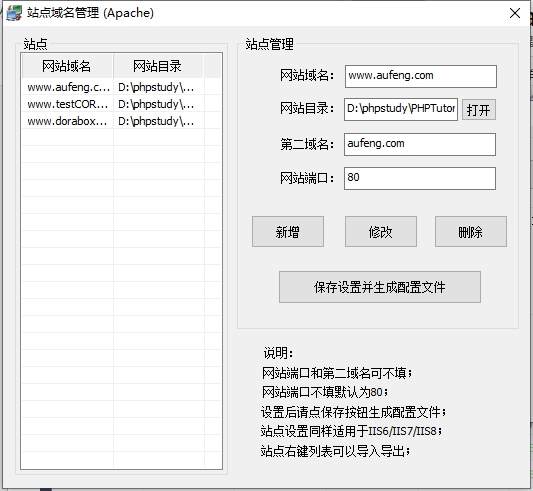 站点域名管理 (Apache)
站点
网站域名 网站目录
www.aufeng.c... D:\phpstudy\...
www.testCOR... D:\phpstudy\...
www.dorabox... D:\phpstudy\...
站点管理
网站域名： www.aufeng.com
网站目录： D:\phpstudy\PHPTutor 打开
第二域名： aufeng.com
网站端口： 80
新增 修改 删除
保存设置并生成配置文件
说明：
网站端口和第二域名可不填；
网站端口不填默认为80；
设置后请点保存按钮生成配置文件；
站点设置同样适用于IIS6/IIS7/IIS8；
站点右键列表可以导入导出；